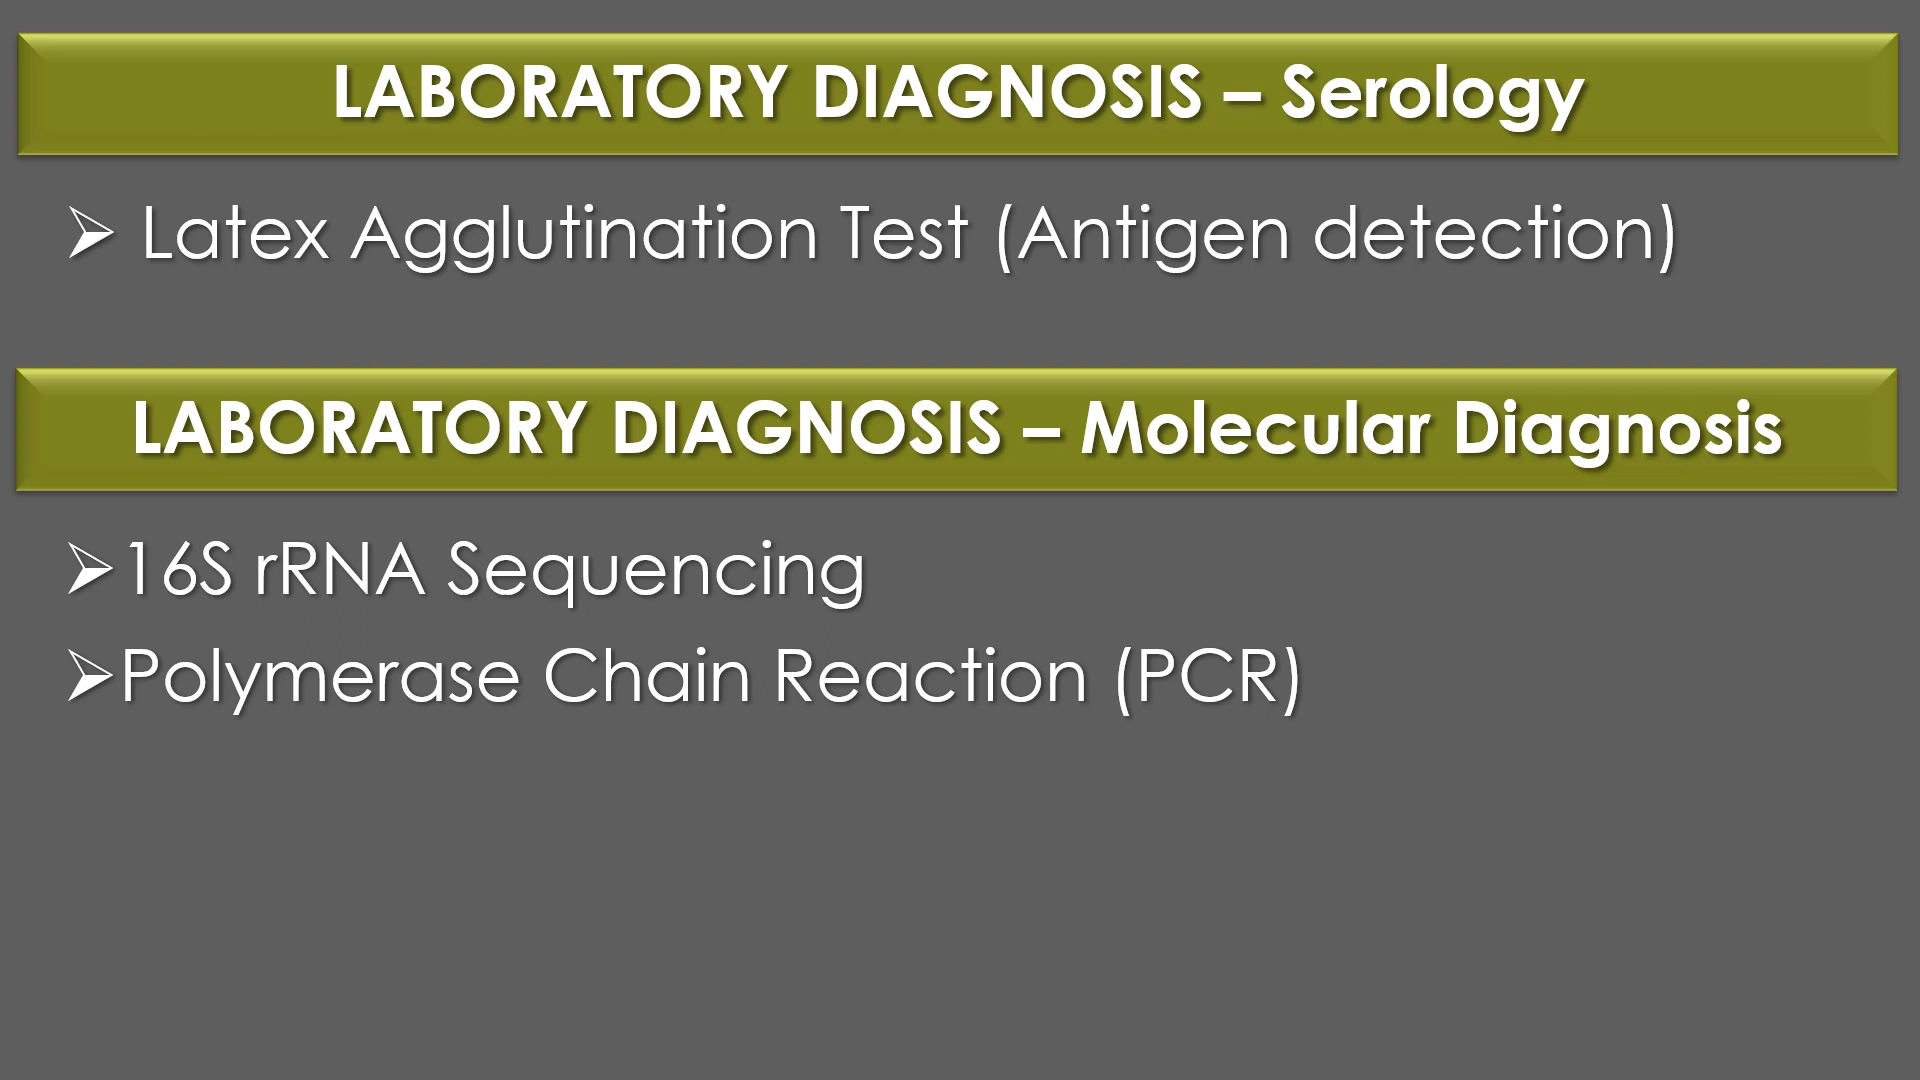 LABORATORY DIAGNOSIS – Serology
➢ Latex Agglutination Test (Antigen detection)
LABORATORY DIAGNOSIS – Molecular Diagnosis
➢16S rRNA Sequencing
➢Polymerase Chain Reaction (PCR)